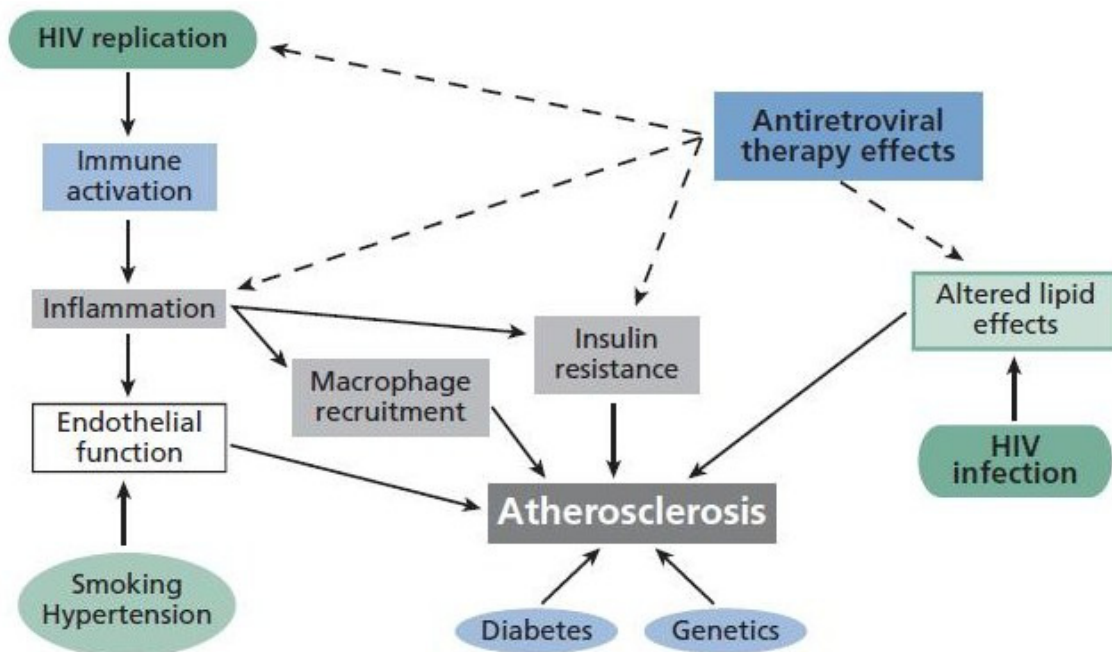 HIV replication
Antiretroviral
therapy effects
Immune
activation
Inflammation
Altered lipid
effects
Insulin
resistance
Macrophage
recruitment
Endothelial
function
HIV
infection
Atherosclerosis
Smoking
Hypertension
Diabetes
Genetics